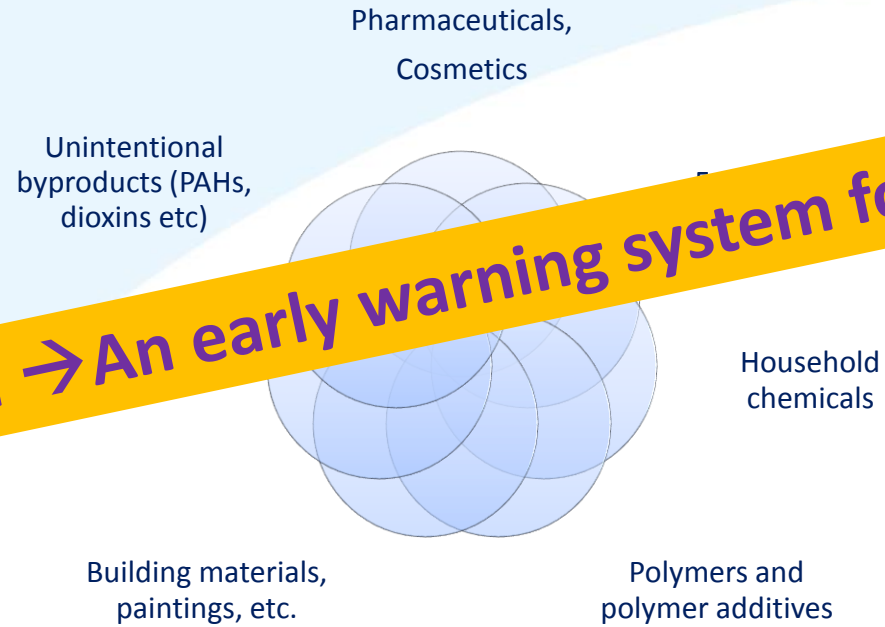 Pharmaceuticals,
Cosmetics
Unintentional
byproducts (PAHs,
dioxins etc)
→An early warning system
Household
chemicals
Building materials,
paintings, etc.
Polymers and
polymer additives